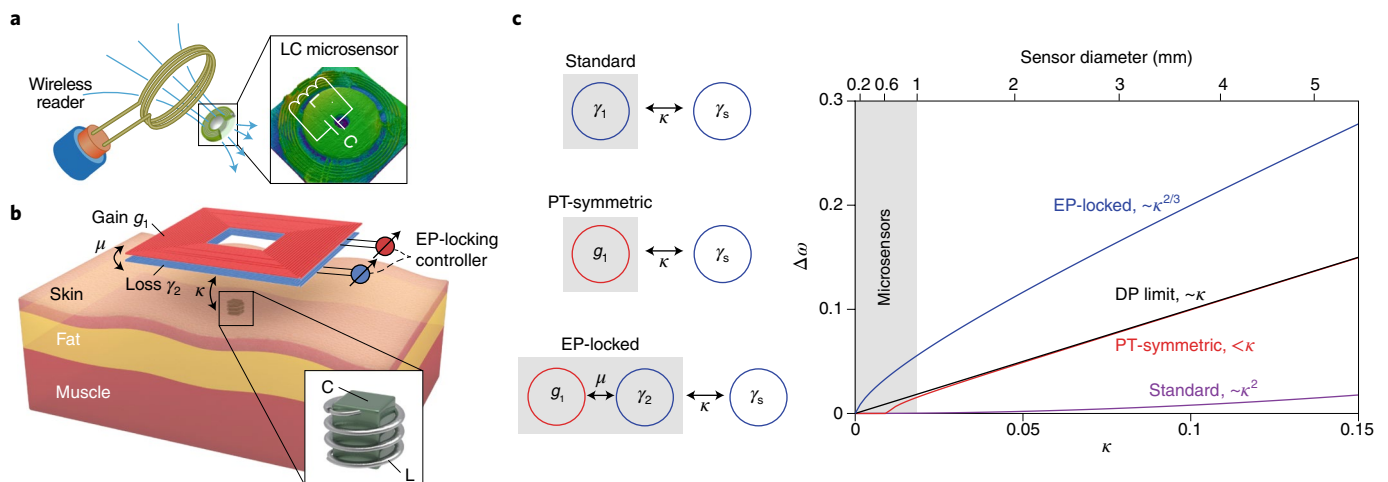 a
Wireless
reader
LC microsensor
L
C
b
Gain g₁
μ
Loss γ₂
κ
EP-locking
controller
Skin
Fat
Muscle
C
L
c
Standard
γ₁
κ
γₛ
PT-symmetric
g₁
κ
γₛ
EP-locked
g₁
μ
γ₂
κ
γₛ
Sensor diameter (mm)
0.2 0.6 1 2 3 4 5
0.3
0.2
0.1
0
Δω
Microsensors
EP-locked, ~κ²ᐟ³
DP limit, ~κ
PT-symmetric, <κ
Standard, ~κ²
0 0.05 0.1 0.15
κ